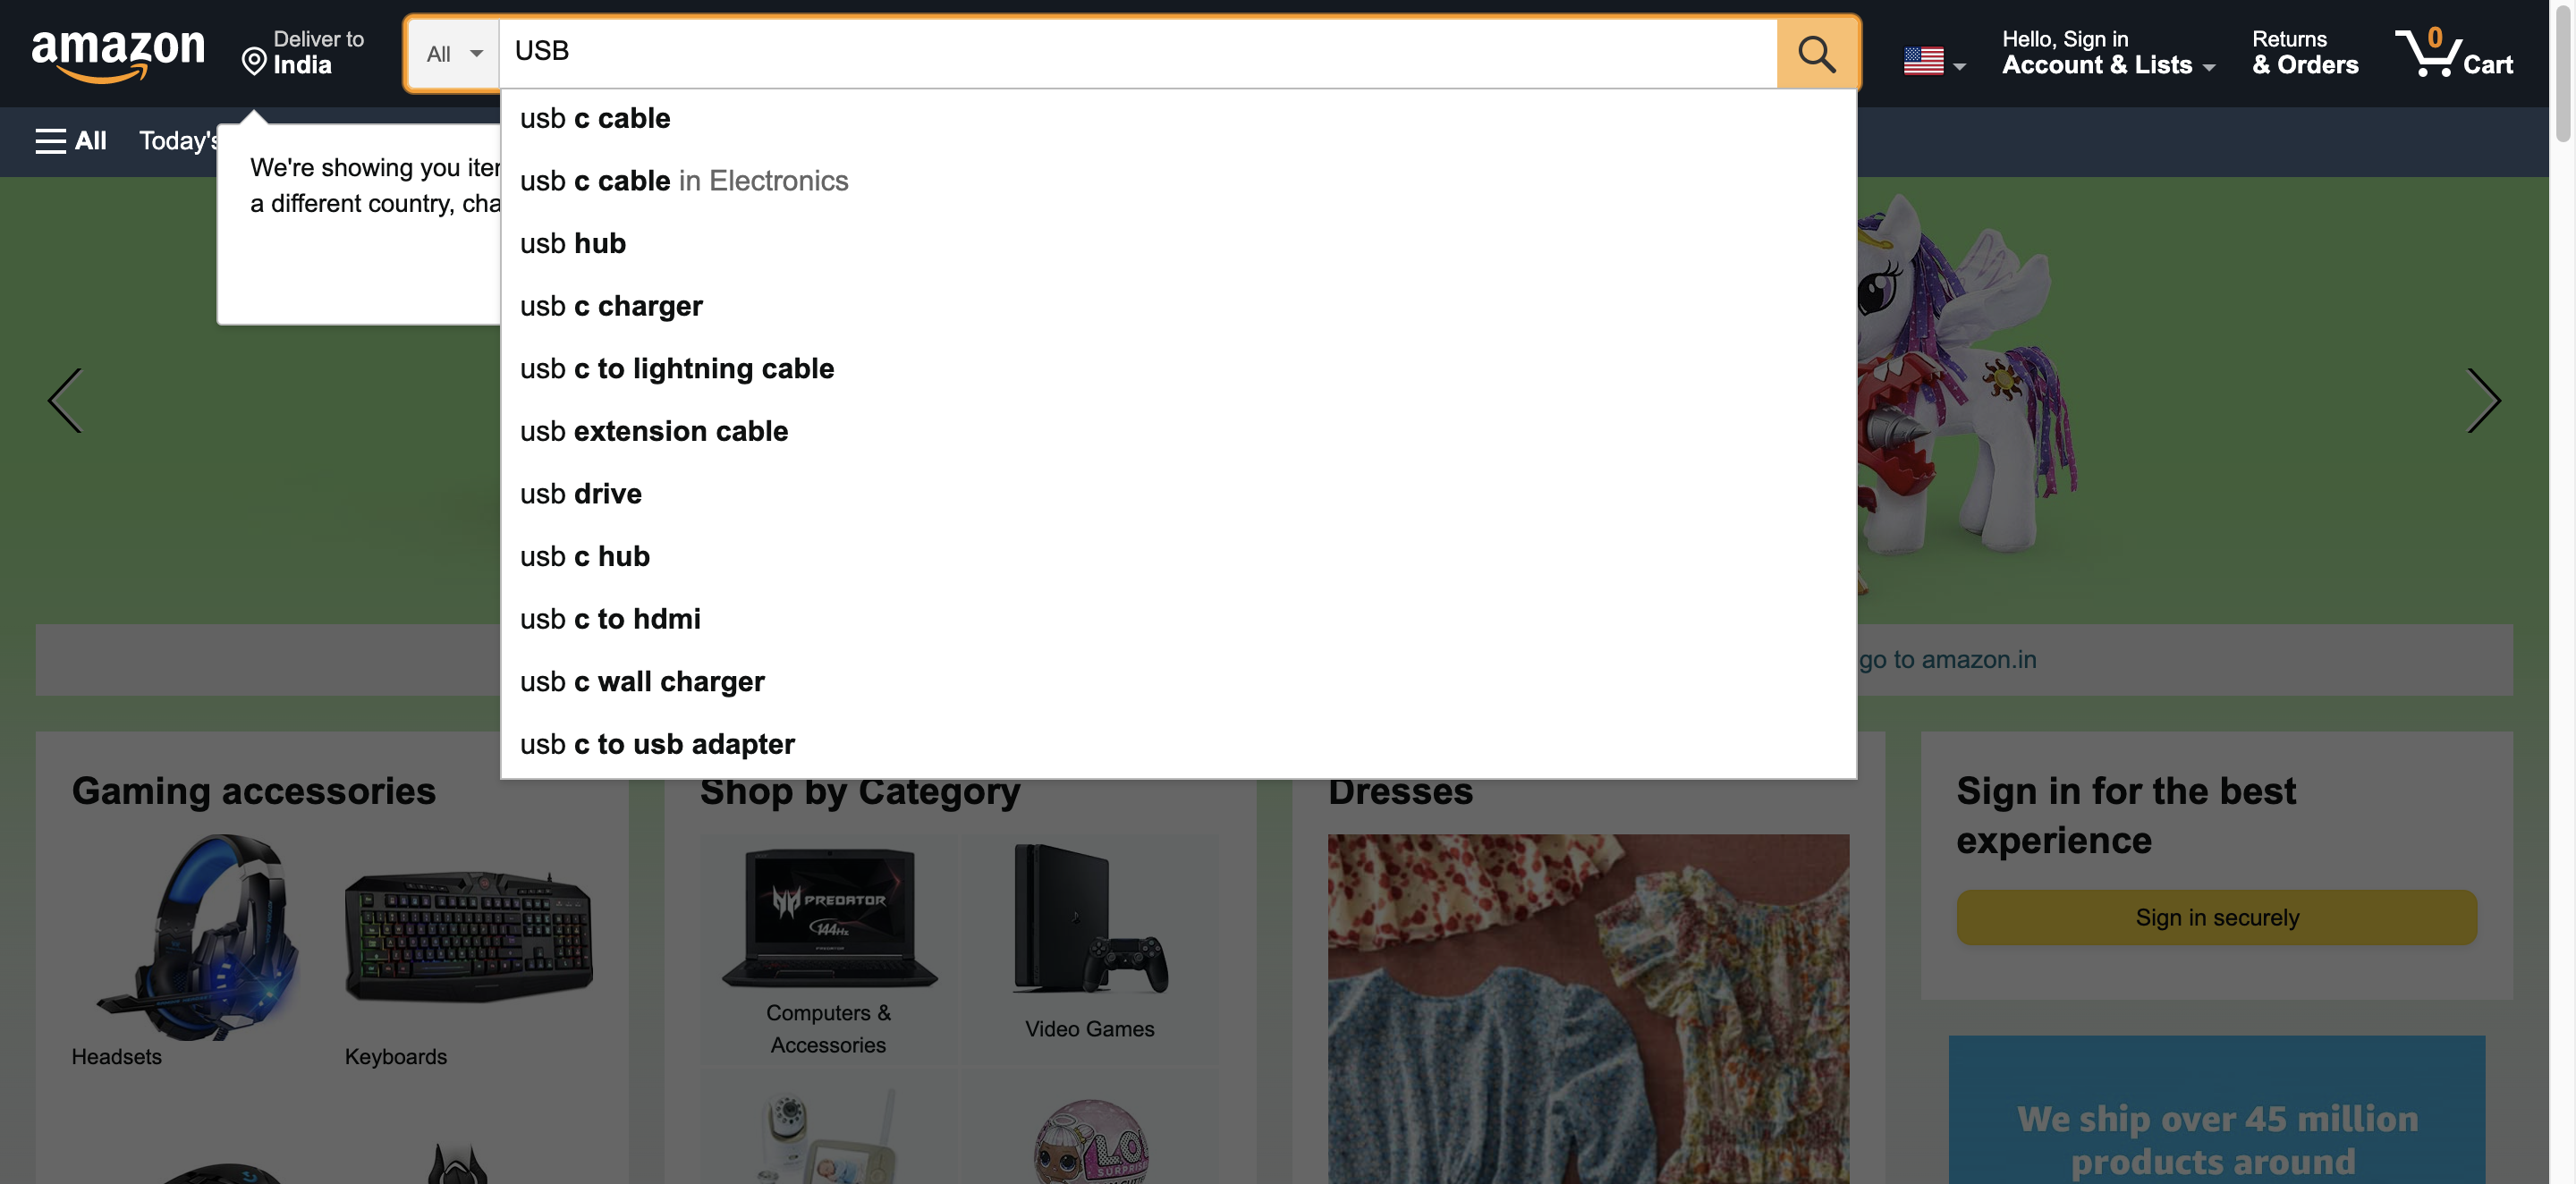 amazon
Deliver to
India
All
USB
Hello, Sign in
Account & Lists
Returns
& Orders
0
Cart
All
Today's
We're showing you
a different country,
usb c cable
usb c cable in Electronics
usb hub
usb c charger
usb c to lightning cable
usb extension cable
usb drive
usb c hub
usb c to hdmi
usb c wall charger
usb c to usb adapter
go to amazon.in
Gaming accessories
Headsets
Keyboards
Shop by Category
PREDATOR
144Hz
PREDATOR
Computers &
Accessories
Video Games
LOL
SURPRISE
Dresses
Sign in for the best
experience
Sign in securely
We ship over 45 million
products around